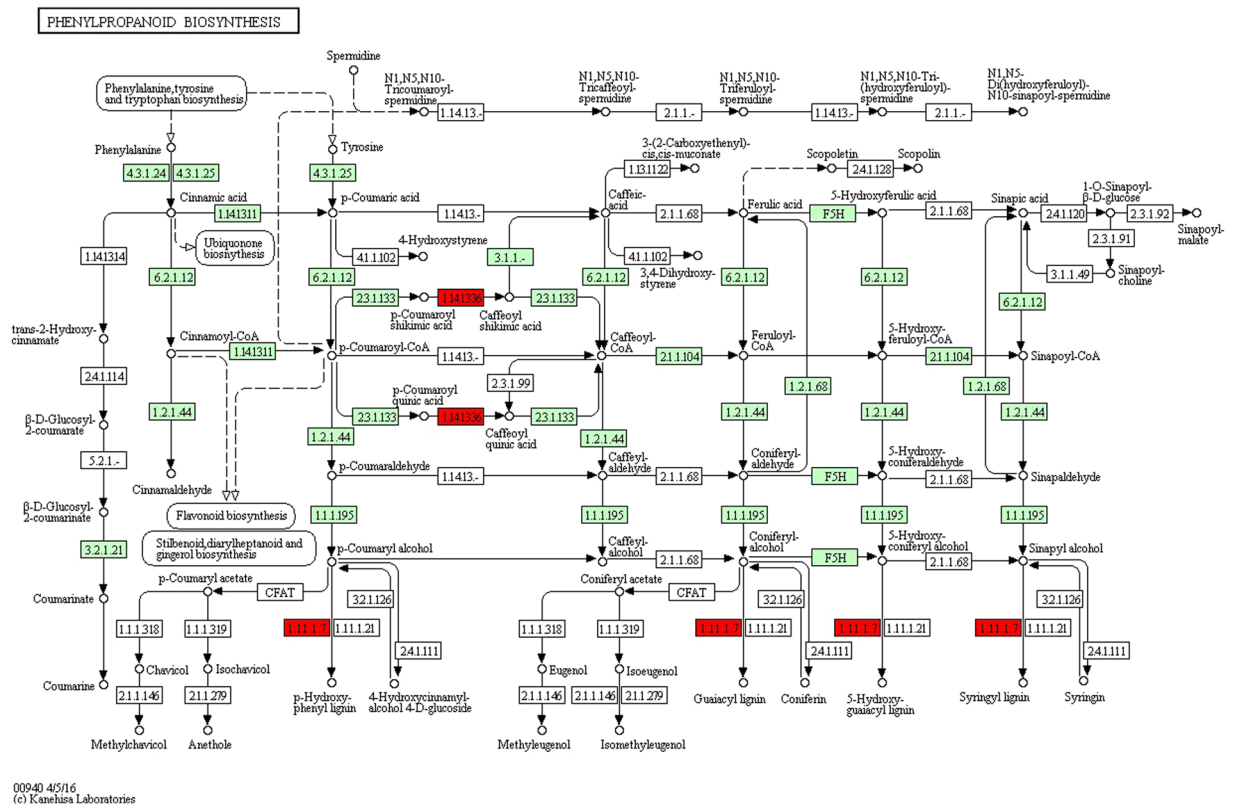 PHENYLPROPANOID BIOSYNTHESIS
Spermidine
Phenylalanine,tyrosine
and tryptophan biosynthesis
N1,N5,N10-
Tricoumaroyl-
spermidine
N1,N5,N10-
Tricaffeoyl-
spermidine
N1,N5,N10-
Triferuloyl-
spermidine
N1,N5,N10-Tri-
(hydroxyferuloyl)-
spermidine
N1,N5-
Di(hydroxyferuloyl)-
N10-sinapoyl-spermidine
1.14.13.-
2.1.1.-
1.14.13.-
2.1.1.-
Phenylalanine
Tyrosine
3-(2-Carboxyethenyl)-
cis,cis-muconate
Scopoletin
Scopolin
4.3.1.24
4.3.1.25
4.3.1.25
1.13.1122
2.4.1.128
Cinnamic acid
p-Coumaric acid
Caffeic
acid
Ferulic acid
5-Hydroxyferulic acid
Sinapic acid
1-O-Sinapoyl-
β-D-glucose
1.14.1311
1.14.13.-
2.1.1.68
F5H
2.1.1.68
2.4.1.120
2.3.1.92
Sinapoyl-
malate
Ubiquonone
biosnythesis
4-Hydroxystyrene
4.1.1.102
3.1.1.-
4.1.1.102
3,4-Dihydroxy-
styrene
2.3.1.91
1.14.1314
3.1.1.49
Sinapoyl-
choline
6.2.1.12
6.2.1.12
6.2.1.12
6.2.1.12
6.2.1.12
6.2.1.12
2.3.1.133
1.14.1336
2.3.1.133
p-Coumaroyl
shikimic acid
Caffeoyl
shikimic acid
trans-2-Hydroxy-
cinnamate
Cinnamoyl-CoA
p-Coumaroyl-CoA
Caffeoyl-
CoA
Feruloyl-
CoA
5-Hydroxy-
feruloyl-CoA
Sinapoyl-CoA
1.14.1311
1.14.13.-
2.1.1.104
2.1.1.104
2.4.1.114
2.3.1.99
1.2.1.68
1.2.1.68
p-Coumaroyl
quinic acid
1.2.1.44
2.3.1.133
1.14.1336
2.3.1.133
1.2.1.44
1.2.1.44
1.2.1.44
β-D-Glucosyl-
2-coumarate
Caffeoyl
quinic acid
1.2.1.44
1.2.1.44
5.2.1.-
p-Coumaraldehyde
Caffeyl-
aldehyde
Coniferyl-
aldehyde
5-Hydroxy-
coniferaldehyde
Sinapaldehyde
Cinnamaldehyde
1.14.13.-
2.1.1.68
F5H
2.1.1.68
β-D-Glucosyl-
2-coumarinate
Flavonoid biosynthesis
1.1.1.195
1.1.1.195
1.1.1.195
1.1.1.195
1.1.1.195
Stilbenoid,diarylheptanoid and
gingerol biosynthesis
3.2.1.21
p-Coumaryl alcohol
Caffeyl-
alcohol
Coniferyl-
alcohol
5-Hydroxy-
coniferyl alcohol
Sinapyl alcohol
2.1.1.68
F5H
2.1.1.68
p-Coumaryl acetate
CFAT
Coniferyl acetate
CFAT
Coumarinate
3.2.1.126
3.2.1.126
3.2.1.126
1.1.1.318
1.1.1.319
1.11.1.7
1.11.1.21
1.1.1.318
1.1.1.319
1.11.1.7
1.11.1.21
1.11.1.7
1.11.1.21
1.11.1.7
1.11.1.21
2.4.1.111
2.4.1.111
2.4.1.111
Chavicol
Isochavicol
Eugenol
Isoeugenol
Coumarine
2.1.1.146
2.1.1.279
p-Hydroxy-
phenyl lignin
4-Hydroxycinnamyl-
alcohol 4-D-glucoside
2.1.1.146
2.1.1.146
2.1.1.279
Guaiacyl lignin
Coniferin
5-Hydroxy-
guaiacyl lignin
Syringyl lignin
Syringin
Methylchavicol
Anethole
Methyleugenol
Isomethyleugenol
00940 4/5/16
(c) Kanehisa Laboratories